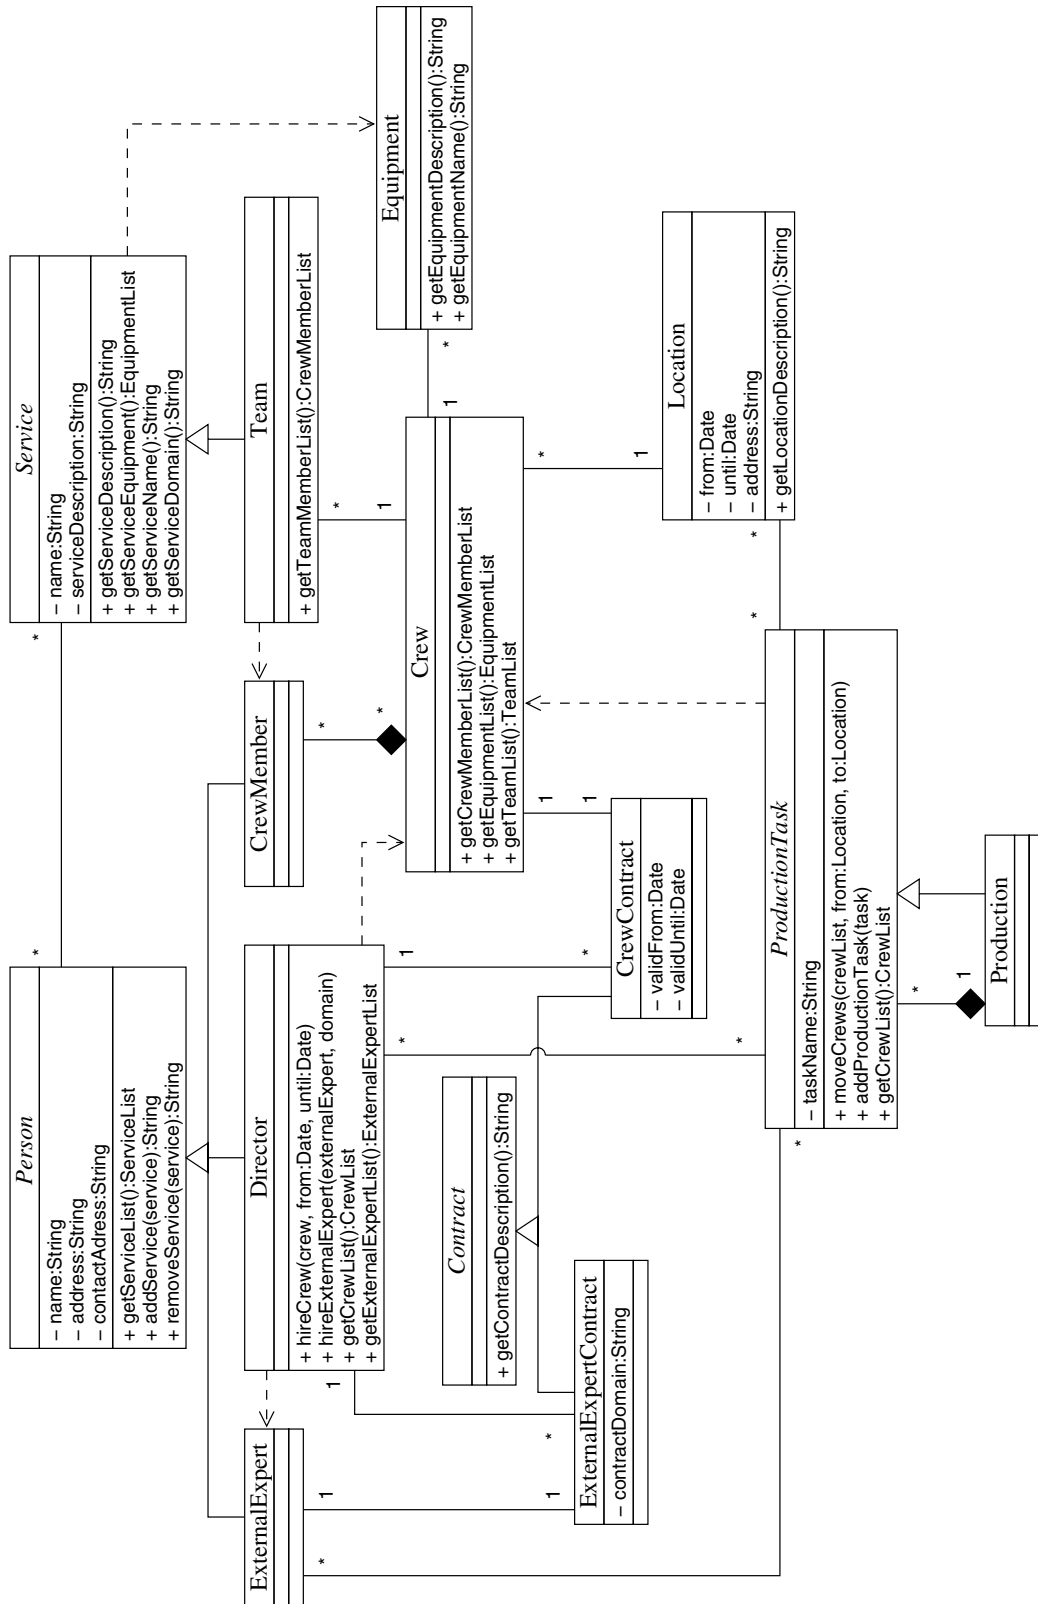 Person
– name:String
– address:String
– contactAdress:String
+ getServiceList():ServiceList
+ addService(service):String
+ removeService(service):String
*
*
Service
– name:String
– serviceDescription:String
+ getServiceDescription():String
+ getServiceEquipment():EquipmentList
+ getServiceName():String
+ getServiceDomain():String
ExternalExpert
Director
+ hireCrew(crew, from:Date, until:Date)
+ hireExternalExpert(externalExpert, domain)
+ getCrewList():CrewList
+ getExternalExpertList():ExternalExpertList
CrewMember
Team
+ getTeamMemberList():CrewMemberList
Equipment
+ getEquipmentDescription():String
+ getEquipmentName():String
*
1
1
*
1
*
*
*
*
1
*
1
Crew
+ getCrewMemberList():CrewMemberList
+ getEquipmentList():EquipmentList
+ getTeamList():TeamList
Contract
+ getContractDescription():String
1
*
*
1
1
*
1
ExternalExpertContract
– contractDomain:String
CrewContract
– validFrom:Date
– validUntil:Date
Location
– from:Date
– until:Date
– address:String
+ getLocationDescription():String
*
*
*
*
ProductionTask
– taskName:String
+ moveCrews(crewList, from:Location, to:Location)
+ addProductionTask(task)
+ getCrewList():CrewList
*
1
Production